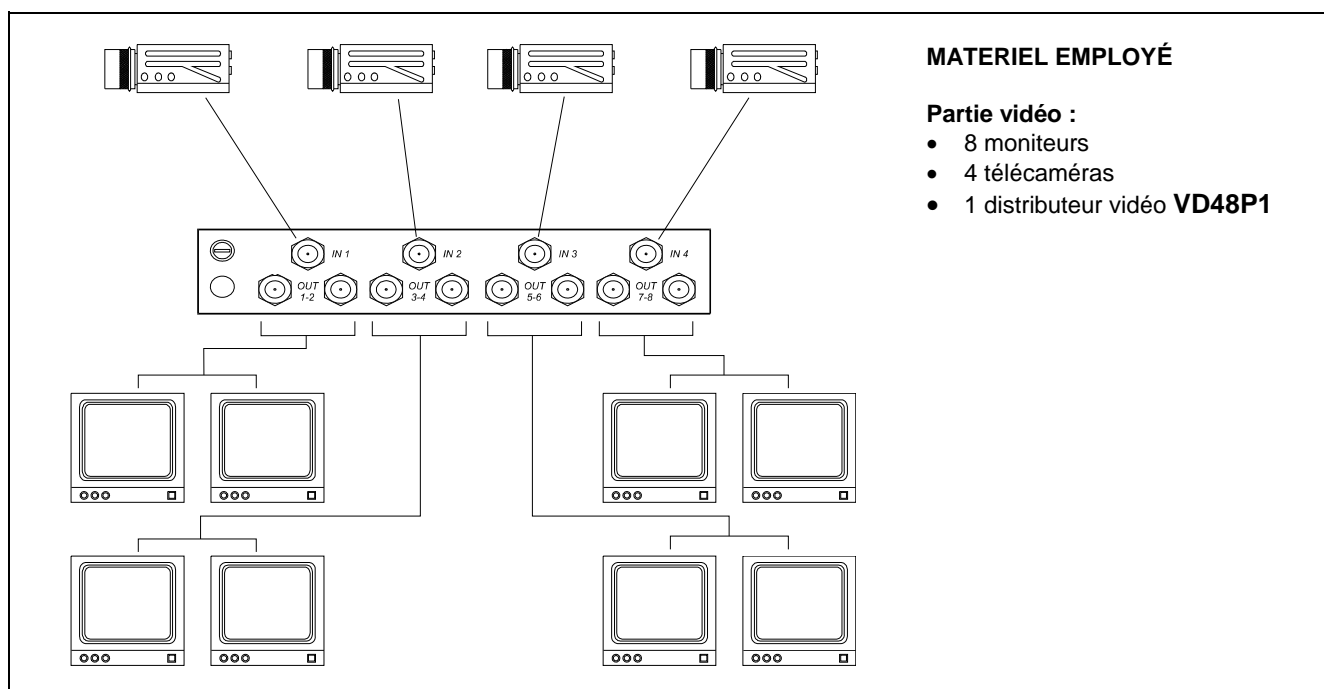 MATERIEL EMPLOYÉ
Partie vidéo :
• 8 moniteurs
• 4 télécaméras
• 1 distributeur vidéo VD48P1
IN 1
IN 2
IN 3
IN 4
OUT
1-2
OUT
3-4
OUT
5-6
OUT
7-8